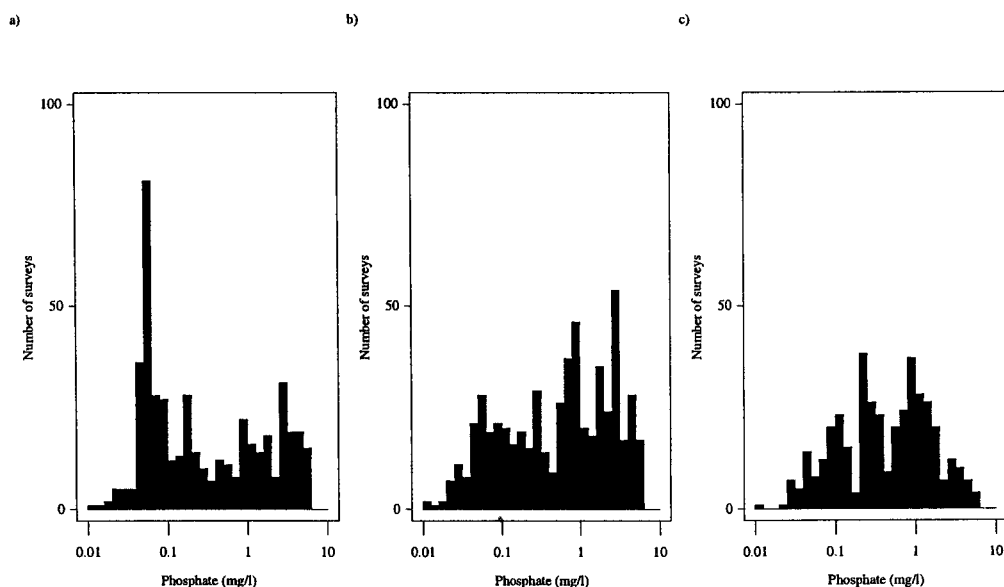 a)
b)
c)
100
50
0
Number of surveys
0.01 0.1 1 10
Phosphate (mg/l)
100
50
0
Number of surveys
0.01 0.1 1 10
Phosphate (mg/l)
100
50
0
Number of surveys
0.01 0.1 1 10
Phosphate (mg/l)